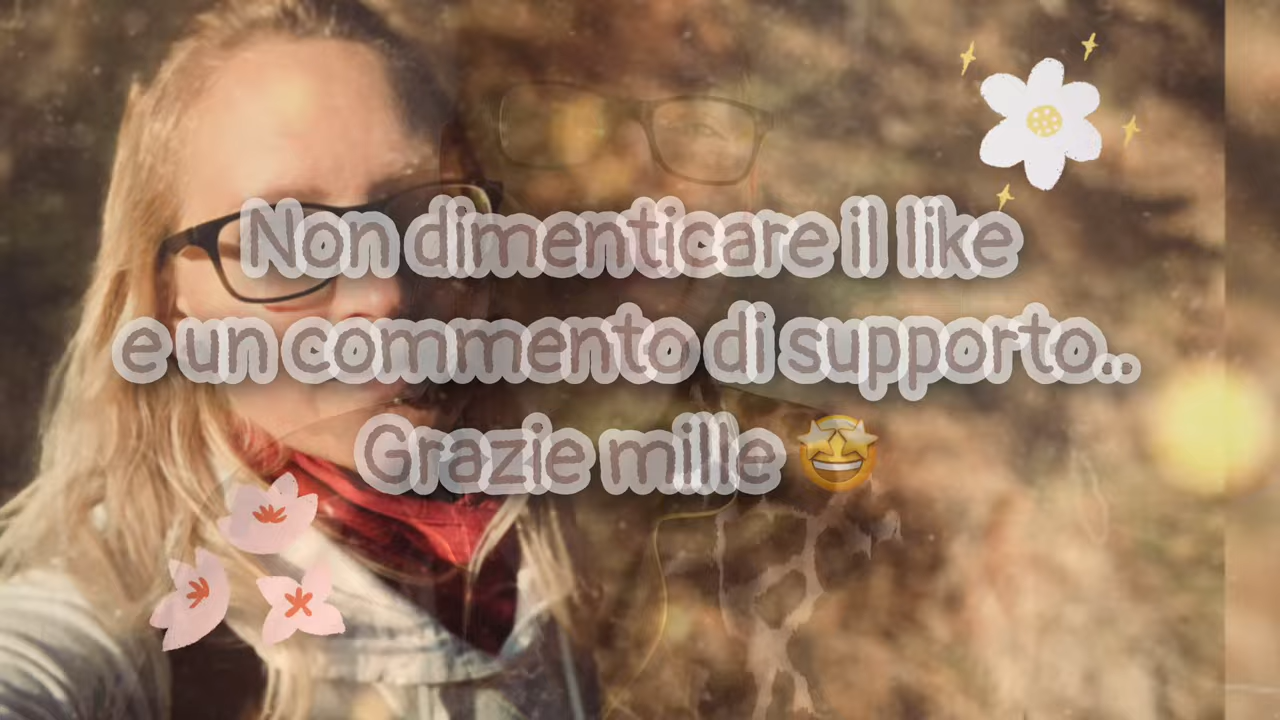 Non dimenticare il like
e un commento di supporto..
Grazie mille 🤩